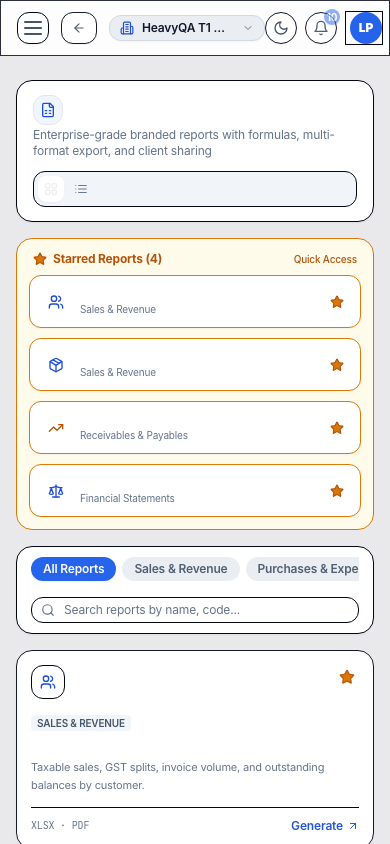 HeavyQA T1 ...
LP
Enterprise-grade branded reports with formulas, multi-
format export, and client sharing
Starred Reports (4)
Quick Access
Sales & Revenue
Sales & Revenue
Receivables & Payables
Financial Statements
All Reports
Sales & Revenue
Purchases & Expe
Search reports by name, code...
SALES & REVENUE
Taxable sales, GST splits, invoice volume, and outstanding
balances by customer.
XLSX · PDF
Generate